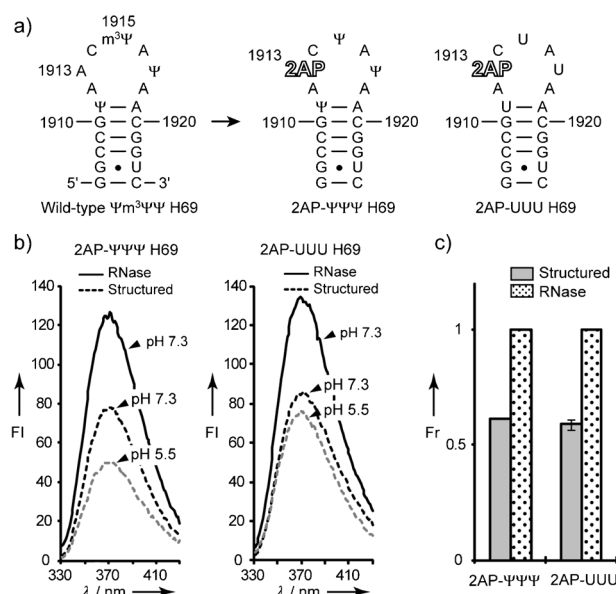 a)
1915
m³Ψ
C A
1913 A Ψ
A A
Ψ A
1910 G C 1920
C G
C G
G • U
5' G C 3'
Wild-type Ψm³ΨΨ H69
Ψ
C A
1913 2AP Ψ
A A
Ψ A
1910 G C 1920
C G
C G
G • U
G C
2AP-ΨΨΨ H69
U
C A
1913 2AP U
A A
U A
1910 G C 1920
C G
C G
G • U
G C
2AP-UUU H69
b)
2AP-ΨΨΨ H69
RNase
Structured
140
120
100
80
60
40
20
0
FI
pH 7.3
pH 7.3
pH 5.5
330 370 410
λ / nm
2AP-UUU H69
RNase
Structured
140
120
100
80
60
40
20
0
FI
pH 7.3
pH 7.3
pH 5.5
330 370 410
λ / nm
c)
Structured
RNase
1
0.5
0
Fr
2AP-ΨΨΨ 2AP-UUU